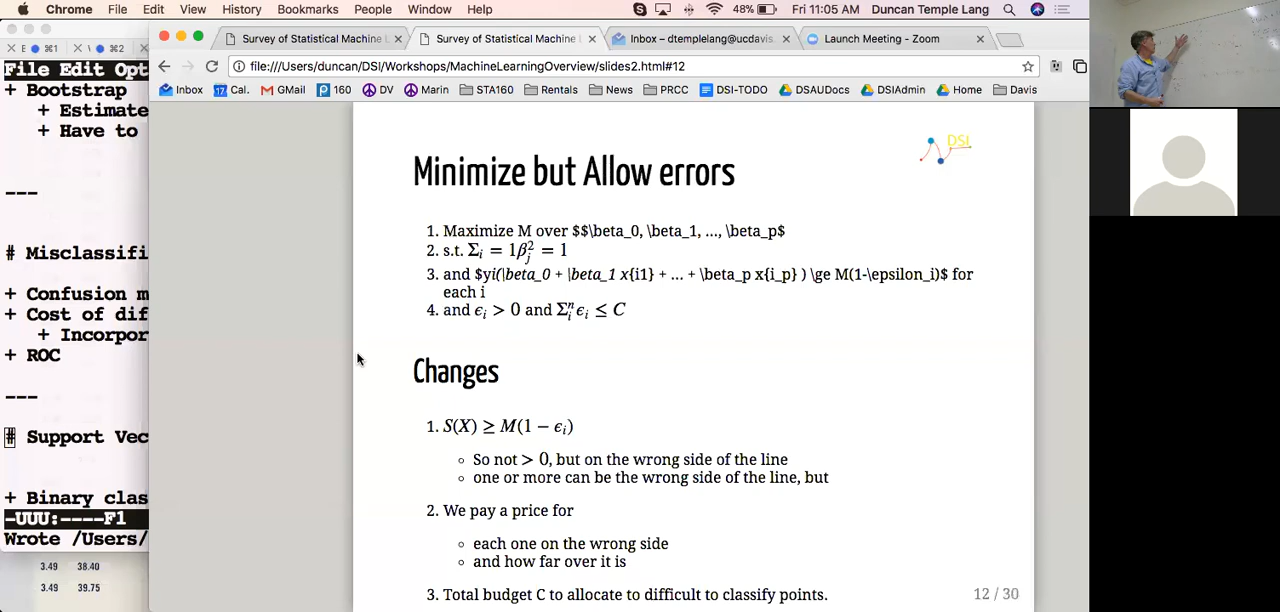 Chrome File Edit View History Bookmarks People Window Help 48% Fri 11:05 AM Duncan Temple Lang
Survey of Statistical Machine L × Survey of Statistical Machine L × Inbox – dtemplelang@ucdavis. × Launch Meeting - Zoom ×
file:///Users/duncan/DSI/Workshops/MachineLearningOverview/slides2.html#12
Inbox Cal. GMail 160 DV Marin STA160 Rentals News PRCC DSI-TODO DSAUDocs DSIAdmin Home Davis
× E ⌘1 × \ ⌘2 ×
File Edit Opt
+ Bootstrap
+ Estimate
+ Have to
---
# Misclassifi
+ Confusion m
+ Cost of dif
+ Incorpor
+ ROC
---
# Support Vec
+ Binary clas
-UUU:----F1
Wrote /Users/
3.49 38.40
3.49 39.75
DSI
Minimize but Allow errors
1. Maximize M over $$\beta_0, \beta_1, ..., \beta_p$
2. s.t. Σᵢ = 1βⱼ² = 1
3. and $yi(\beta_0 + \beta_1 x{i1} + ... + \beta_p x{i_p} ) \ge M(1-\epsilon_i)$ for
each i
4. and ϵᵢ > 0 and Σᵢⁿϵᵢ ≤ C
Changes
1. S(X) ≥ M(1 − ϵᵢ)
◦ So not > 0, but on the wrong side of the line
◦ one or more can be the wrong side of the line, but
2. We pay a price for
◦ each one on the wrong side
◦ and how far over it is
3. Total budget C to allocate to difficult to classify points.
12 / 30